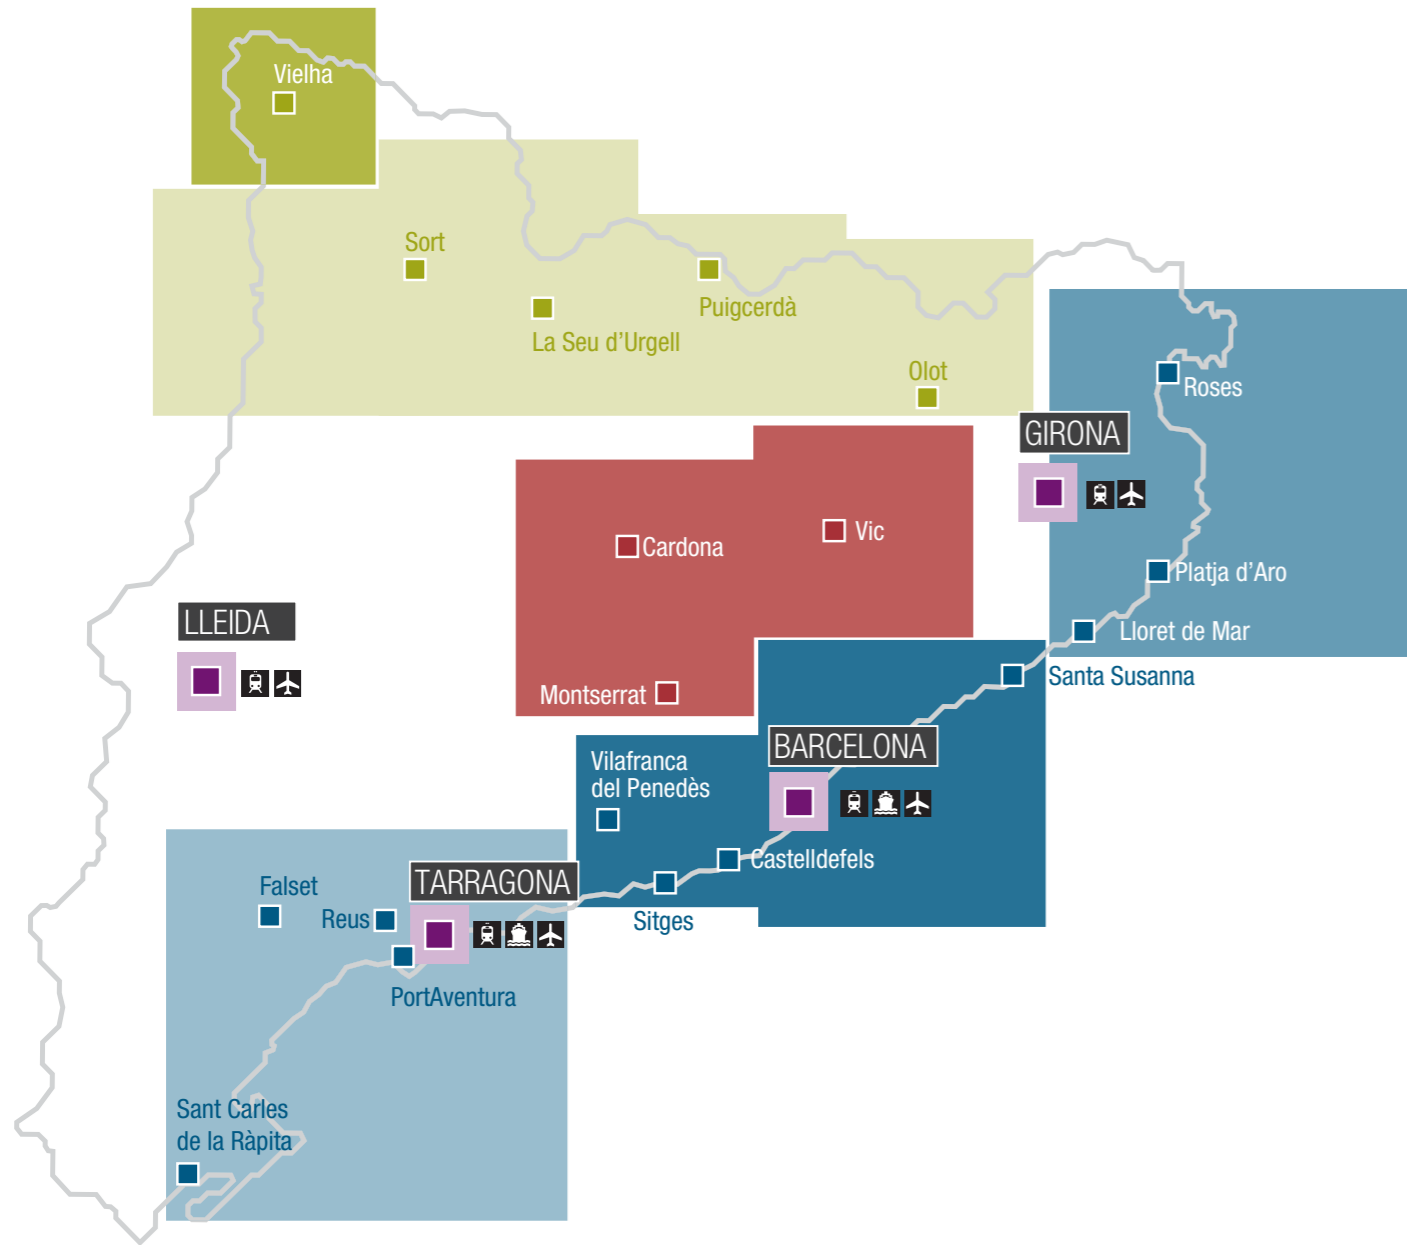 Vielha
Sort
Puigcerdà
La Seu d’Urgell
Olot
Roses
GIRONA
Cardona
Vic
Platja d’Aro
LLEIDA
Lloret de Mar
Santa Susanna
Montserrat
BARCELONA
Vilafranca
del Penedès
Castelldefels
TARRAGONA
Falset
Reus
Sitges
PortAventura
Sant Carles
de la Ràpita